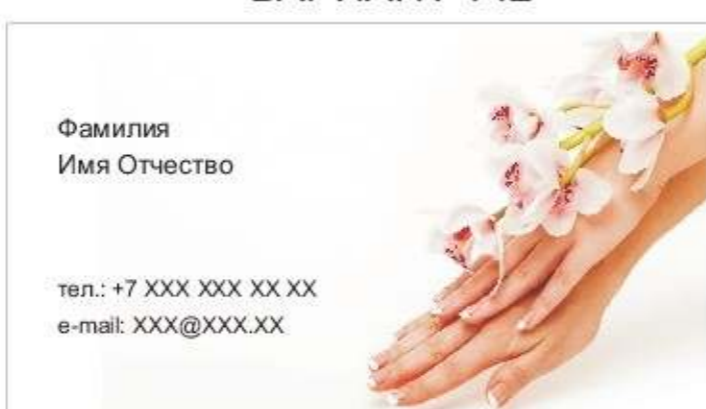 Фамилия
Имя Отчество
тел.: +7 XXX XXX XX XX
e-mail: XXX@XXX.XX